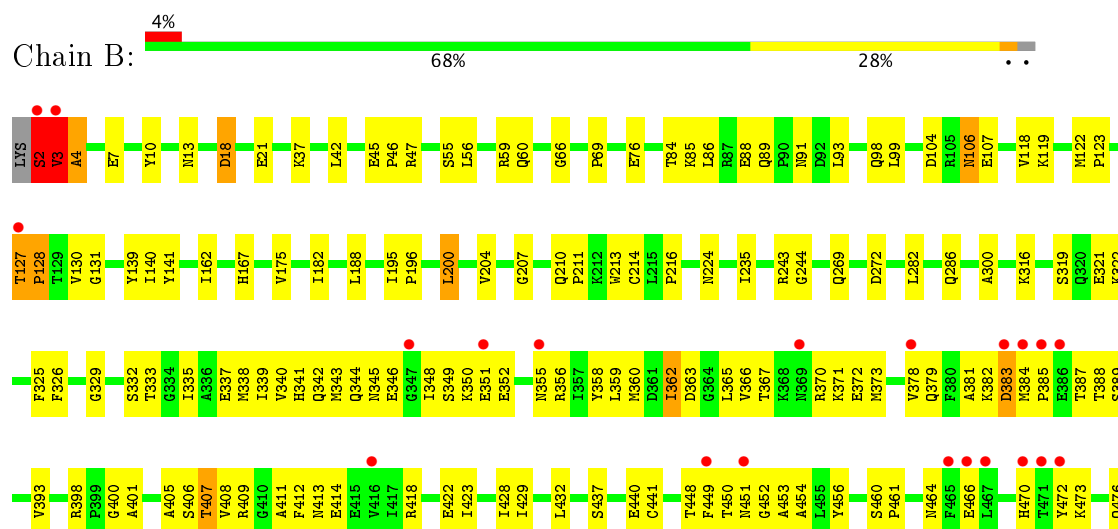 4%
Chain B:
68% 28% • •
LYS S2 V3 A4 E7 Y10 N13 D18 E21 K37 L42 E45 P46 R47 S55 L56 R59 Q60 G66 P69 E76 T84 K85 L86 R87 E88 Q89 P90 N91 D92 L93 Q98 L99 D104 R105 N106 E107 V118 K119 M122 P123
T127 P128 T129 V130 G131 Y139 I140 Y141 I162 H167 V175 I182 L188 I195 P196 L200 V204 G207 Q210 P211 K212 W213 C214 L215 P216 N224 I235 R243 G244 Q269 D272 L282 Q286 A300 K316 S319 Q320 E321 K322
F325 F326 G329 S332 T333 G334 I335 A336 E337 M338 I339 V340 H341 Q342 M343 Q344 N345 E346 G347 I348 S349 K350 E351 E352 N355 R356 I357 Y358 L359 M360 D361 I362 D363 G364 L365 V366 T367 K368 N369 R370 K371 E372 M373 V378 Q379 F380 A381 K382 D383 M384 P385 E386 T387 T388 S389
V393 R398 P399 G400 A401 A405 S406 T407 V408 R409 G410 A411 F412 N413 E414 E415 V416 I417 R418 E422 I423 I428 I429 L432 S437 E440 C441 T448 F449 T450 N451 G452 A453 A454 L455 Y456 S460 P461 N464 F465 E466 L467 H470 T471 Y472 K473